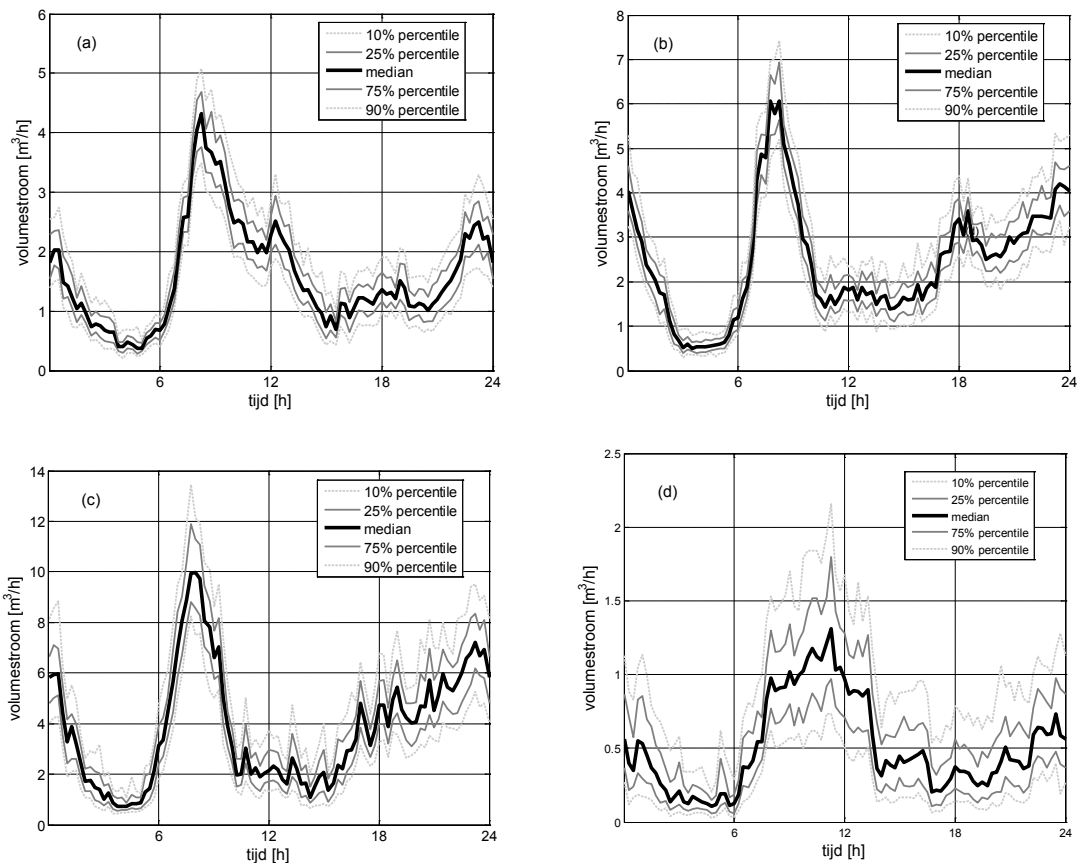 (a)
10% percentile
25% percentile
median
75% percentile
90% percentile
volumestroom [m³/h]
6
5
4
3
2
1
0
6
12
18
24
tijd [h]
(b)
10% percentile
25% percentile
median
75% percentile
90% percentile
volumestroom [m³/h]
8
7
6
5
4
3
2
1
0
6
12
18
24
tijd [h]
(c)
10% percentile
25% percentile
median
75% percentile
90% percentile
volumestroom [m³/h]
14
12
10
8
6
4
2
0
6
12
18
24
tijd [h]
(d)
10% percentile
25% percentile
median
75% percentile
90% percentile
volumestroom [m³/h]
2.5
2
1.5
1
0.5
0
6
12
18
24
tijd [h]